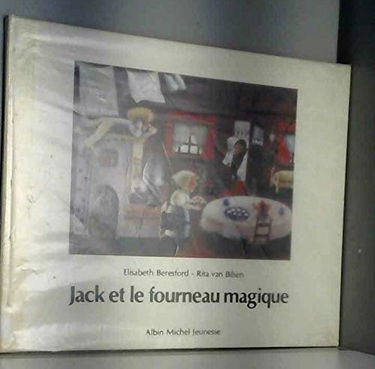 Elisabeth Beresford - Rita van Bilsen
Jack et le fourneau magique
Albin Michel Jeunesse